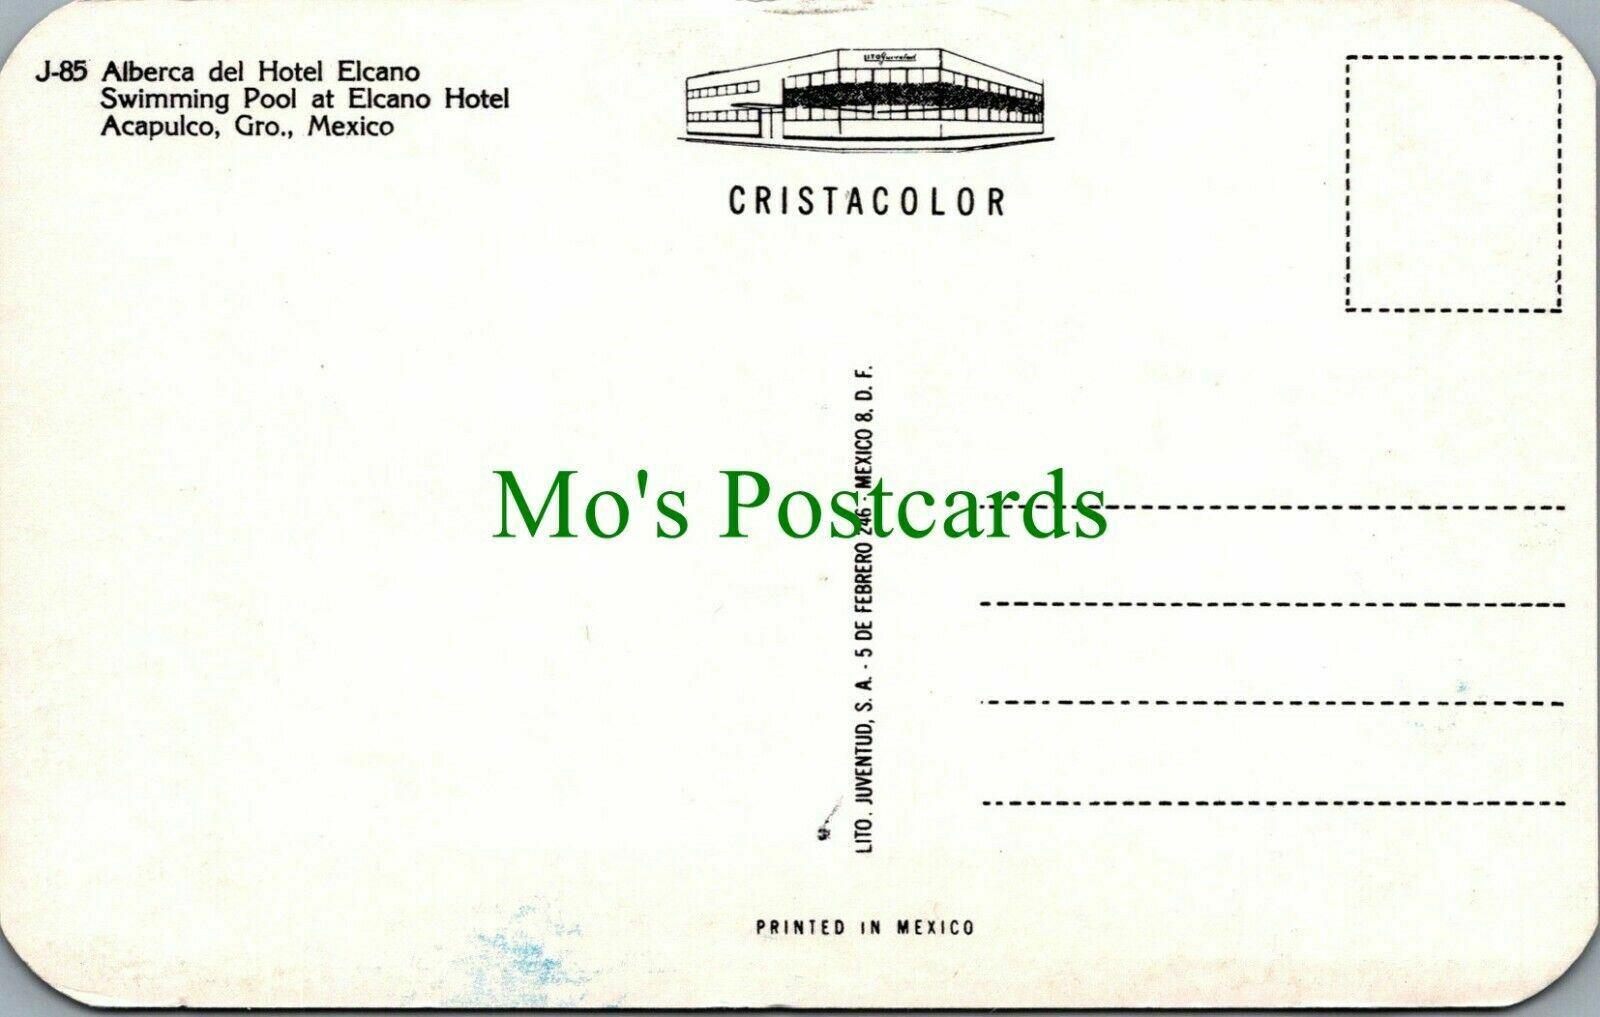 J-85 Alberca del Hotel Elcano
Swimming Pool at Elcano Hotel
Acapulco, Gro., Mexico
CRISTACOLOR
LITO. JUVENTUD, S. A. - 5 DE FEBRERO 246 - MEXICO 8, D. F.
Mo's Postcards
PRINTED IN MEXICO